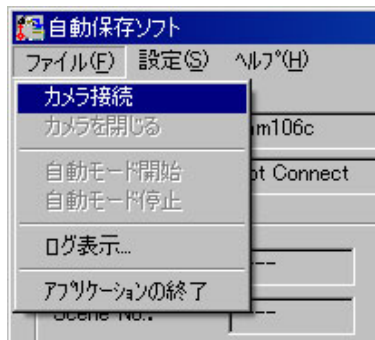 自動保存ソフト
ファイル(F) 設定(S) ﾍﾙﾌﾟ(H)
カメラ接続
カメラを閉じる
m106c
自動モード開始
ot Connect
自動モード停止
ログ表示...
---
アプリケーションの終了
Scene No.: ---